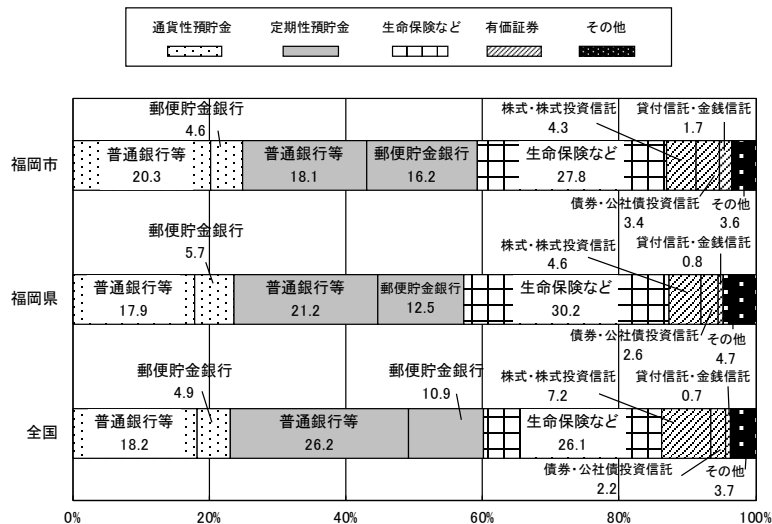 通貨性預貯金 定期性預貯金 生命保険など 有価証券 その他
郵便貯金銀行
4.6
株式・株式投資信託
4.3
貸付信託・金銭信託
1.7
福岡市
普通銀行等
20.3
普通銀行等
18.1
郵便貯金銀行
16.2
生命保険など
27.8
債券・公社債投資信託
3.4
その他
3.6
郵便貯金銀行
5.7
株式・株式投資信託
4.6
貸付信託・金銭信託
0.8
福岡県
普通銀行等
17.9
普通銀行等
21.2
郵便貯金銀行
12.5
生命保険など
30.2
債券・公社債投資信託
2.6
その他
4.7
郵便貯金銀行
4.9
郵便貯金銀行
10.9
株式・株式投資信託
7.2
貸付信託・金銭信託
0.7
全国
普通銀行等
18.2
普通銀行等
26.2
生命保険など
26.1
債券・公社債投資信託
2.2
その他
3.7
0% 20% 40% 60% 80% 100%